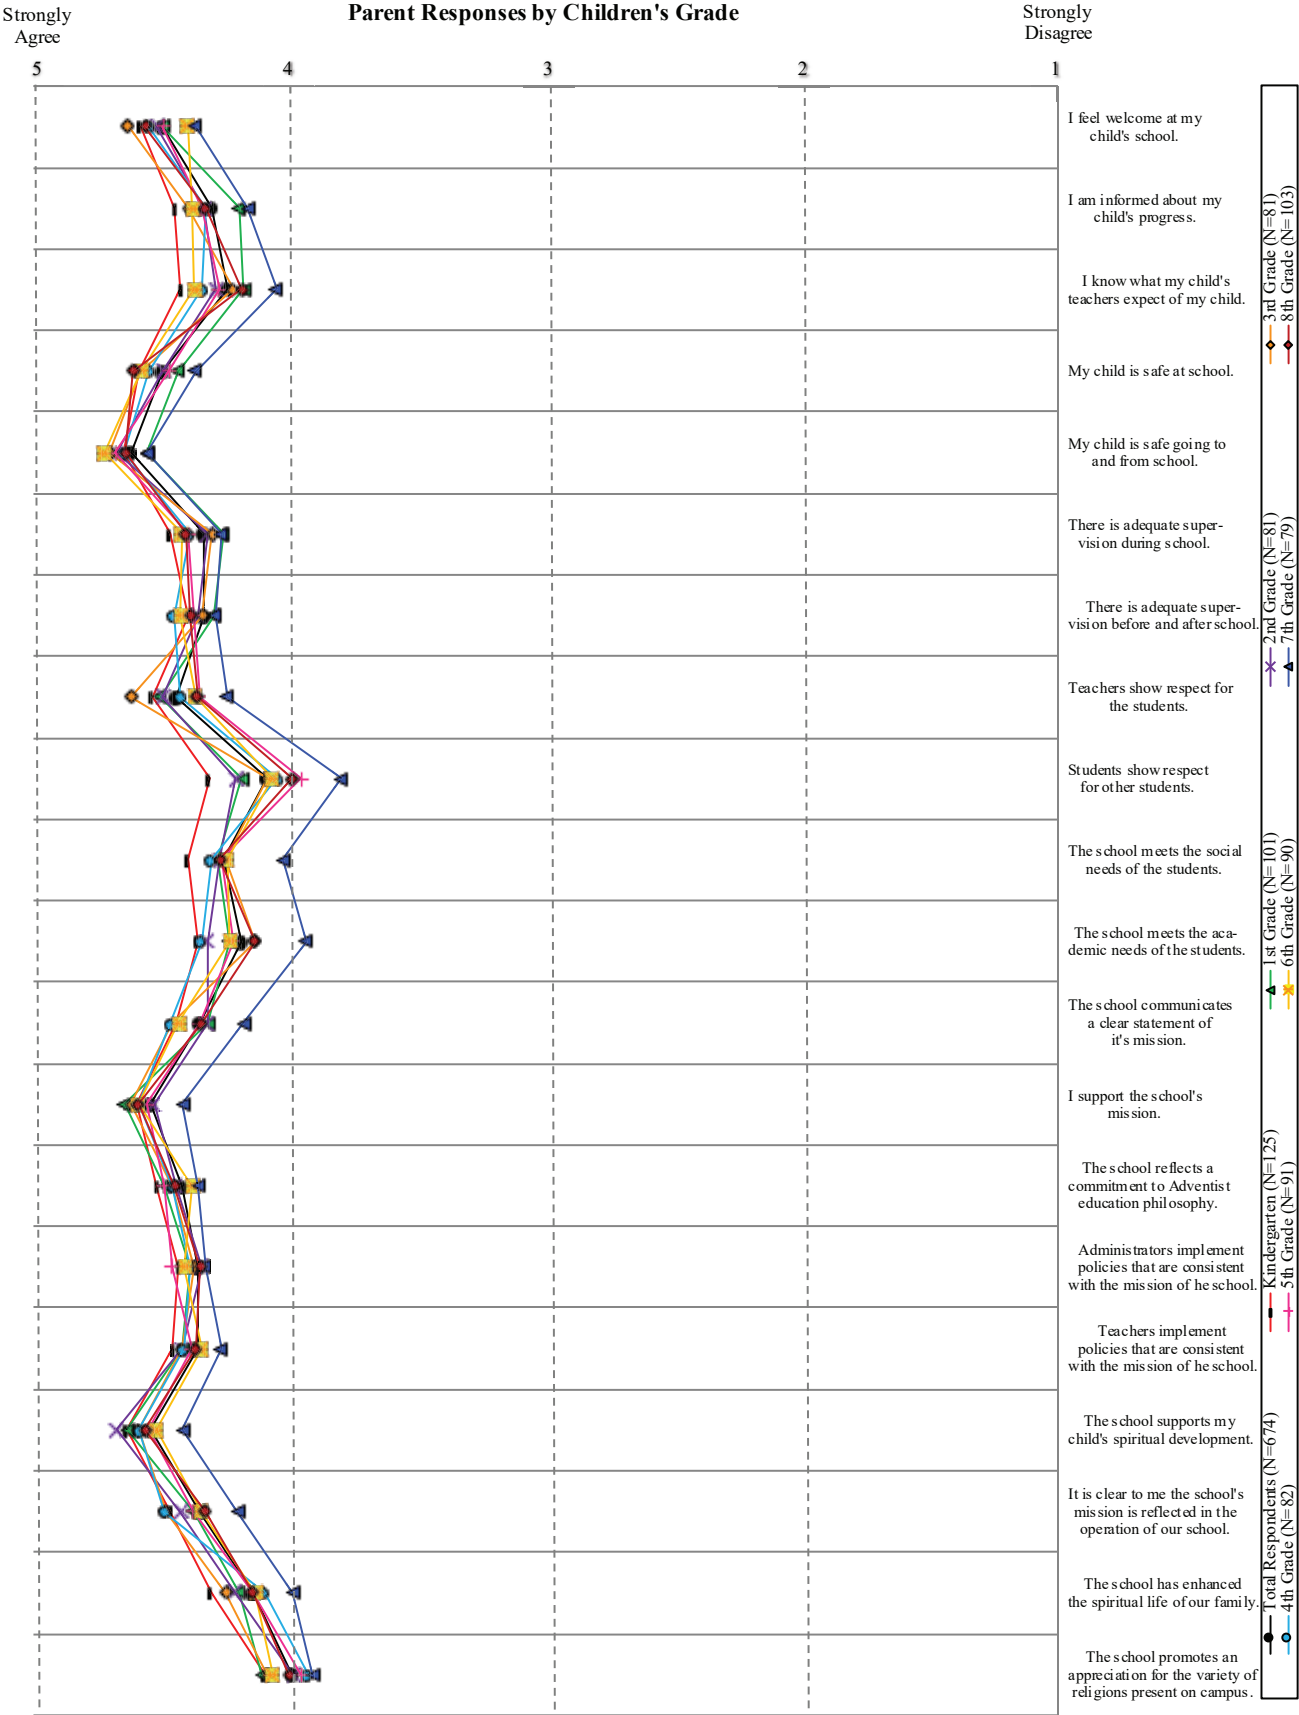 Parent Responses by Children's Grade
Strongly
Agree
Strongly
Disagree
5 4 3 2 1
I feel welcome at my
child's school.
I am informed about my
child's progress.
I know what my child's
teachers expect of my child.
My child is safe at school.
My child is safe going to
and from school.
There is adequate super-
vision during school.
There is adequate super-
vision before and after school.
Teachers show respect for
the students.
Students show respect
for other students.
The school meets the social
needs of the students.
The school meets the aca-
demic needs of the students.
The school communicates
a clear statement of
it's mission.
I support the school's
mission.
The school reflects a
commitment to Adventist
education philosophy.
Administrators implement
policies that are consistent
with the mission of he school.
Teachers implement
policies that are consistent
with the mission of he school.
The school supports my
child's spiritual development.
It is clear to me the school's
mission is reflected in the
operation of our school.
The school has enhanced
the spiritual life of our family.
The school promotes an
appreciation for the variety of
religions present on campus.
Total Respondents (N=674)
Kindergarten (N=125)
1st Grade (N=101)
2nd Grade (N=81)
3rd Grade (N=81)
4th Grade (N=82)
5th Grade (N=91)
6th Grade (N=90)
7th Grade (N=79)
8th Grade (N=103)